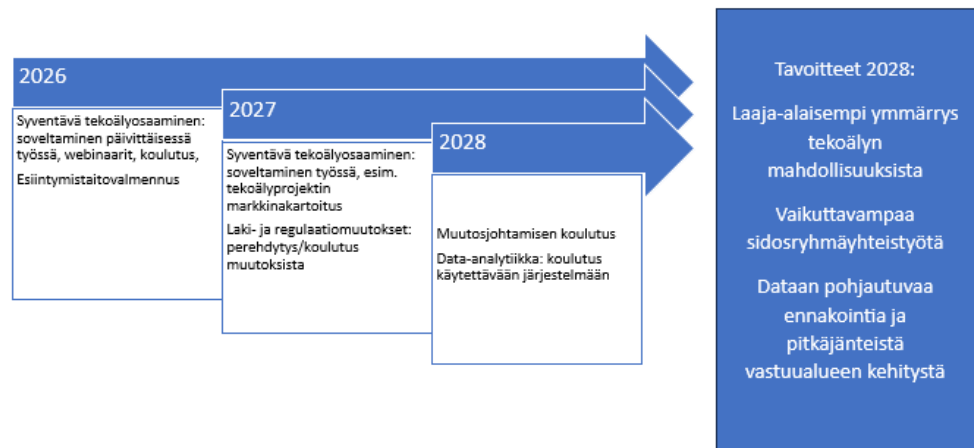 2026
Syventävä tekoälyosaaminen:
soveltaminen päivittäisessä
työssä, webinaarit, koulutus,
Esiintymistaitovalmennus
2027
Syventävä tekoälyosaaminen:
soveltaminen työssä, esim.
tekoälyprojektin
markkinakartoitus
Laki- ja regulaatiomuutokset:
perehdytys/koulutus
muutoksista
2028
Muutosjohtamisen koulutus
Data-analytiikka: koulutus
käytettävään järjestelmään
Tavoitteet 2028:
Laaja-alaisempi ymmärrys
tekoälyn
mahdollisuuksista
Vaikuttavampaa
sidosryhmäyhteistyötä
Dataan pohjautuvaa
ennakointia ja
pitkäjänteistä
vastuualueen kehitystä